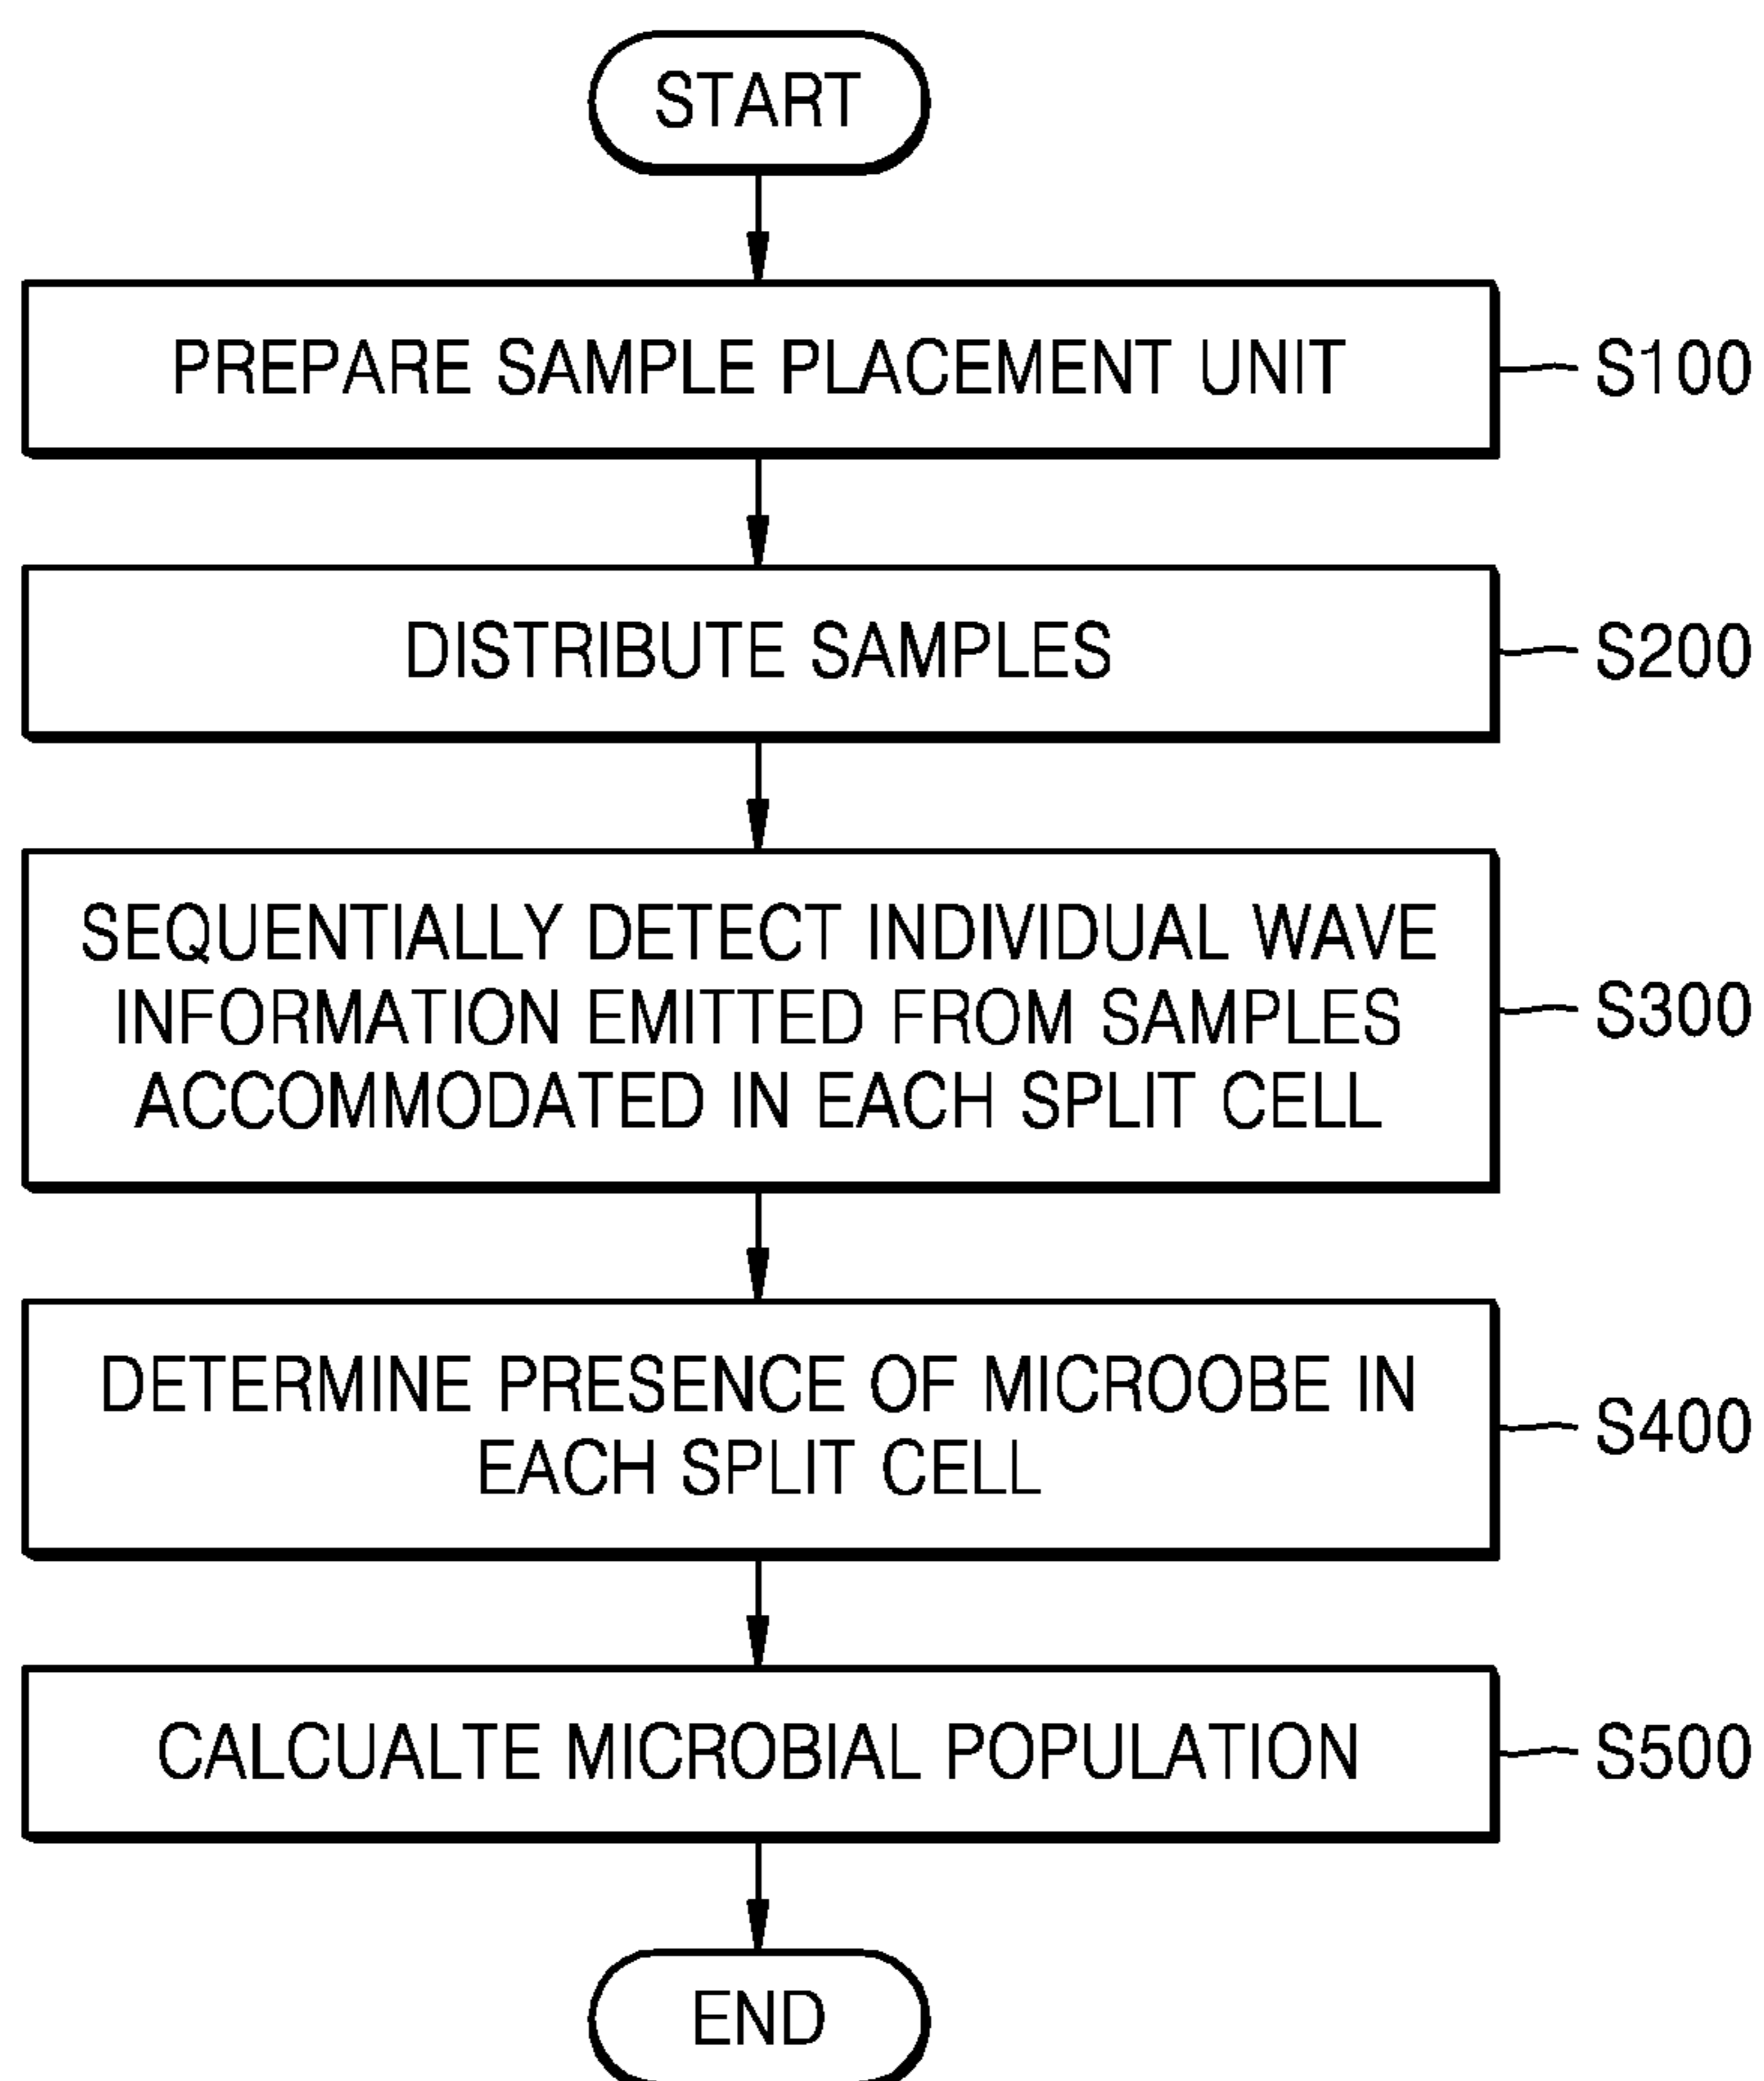 START
PREPARE SAMPLE PLACEMENT UNIT
S100
DISTRIBUTE SAMPLES
S200
SEQUENTIALLY DETECT INDIVIDUAL WAVE
INFORMATION EMITTED FROM SAMPLES
ACCOMMODATED IN EACH SPLIT CELL
S300
DETERMINE PRESENCE OF MICROOBE IN
EACH SPLIT CELL
S400
CALCUALTE MICROBIAL POPULATION
S500
END